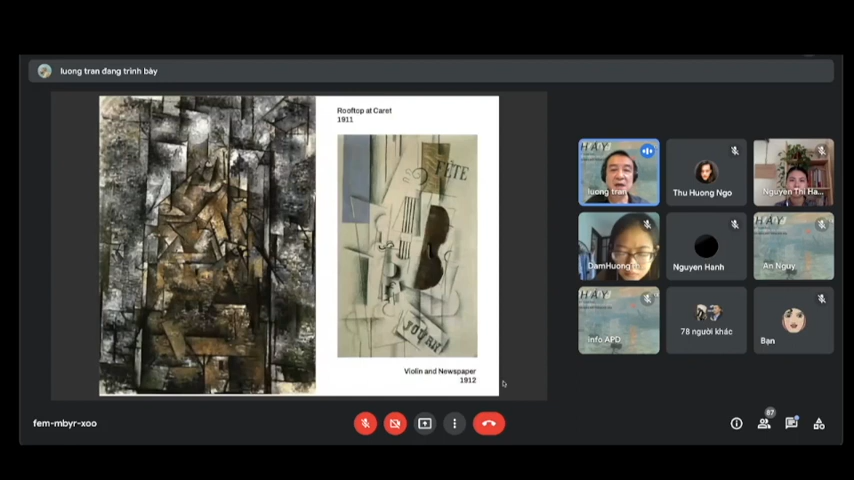 luong tran đang trình bày
Rooftop at Caret
1911
FÊTE
JOVRN
Violin and Newspaper
1912
HAY
luong tran
Thu Huong Ngo
Nguyen Thi Ha...
DamHuong
Nguyen Hanh
HAY
An Nguy
HAY
info APD
78 người khác
Bạn
fem-mbyr-xoo
87